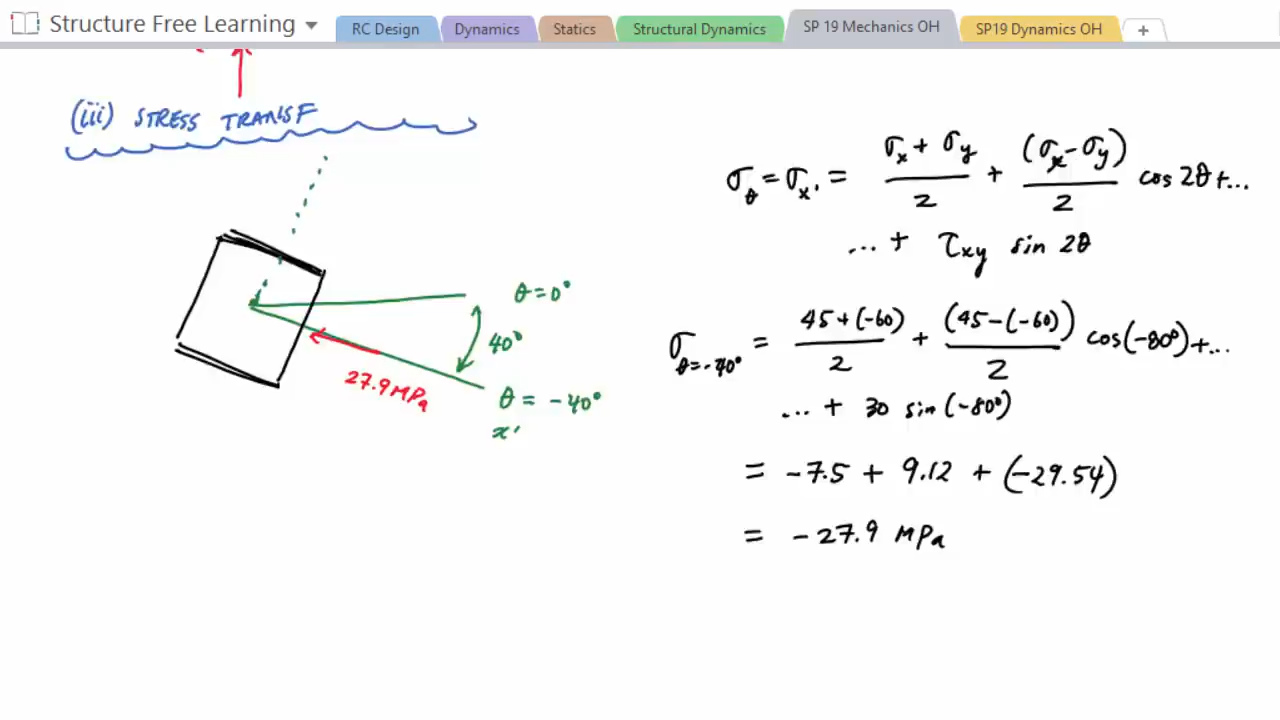 Structure Free Learning
RC Design
Dynamics
Statics
Structural Dynamics
SP 19 Mechanics OH
SP19 Dynamics OH
+
(iii) STRESS TRANSF
θ = 0°
40°
27.9 MPa
θ = -40°
x'
σθ = σx' = (σx + σy)/2 + (σx - σy)/2 cos 2θ + ...
... + τxy sin 2θ
σθ=-40° = (45+(-60))/2 + (45-(-60))/2 cos(-80°) + ...
... + 30 sin(-80°)
= -7.5 + 9.12 + (-29.54)
= -27.9 MPa